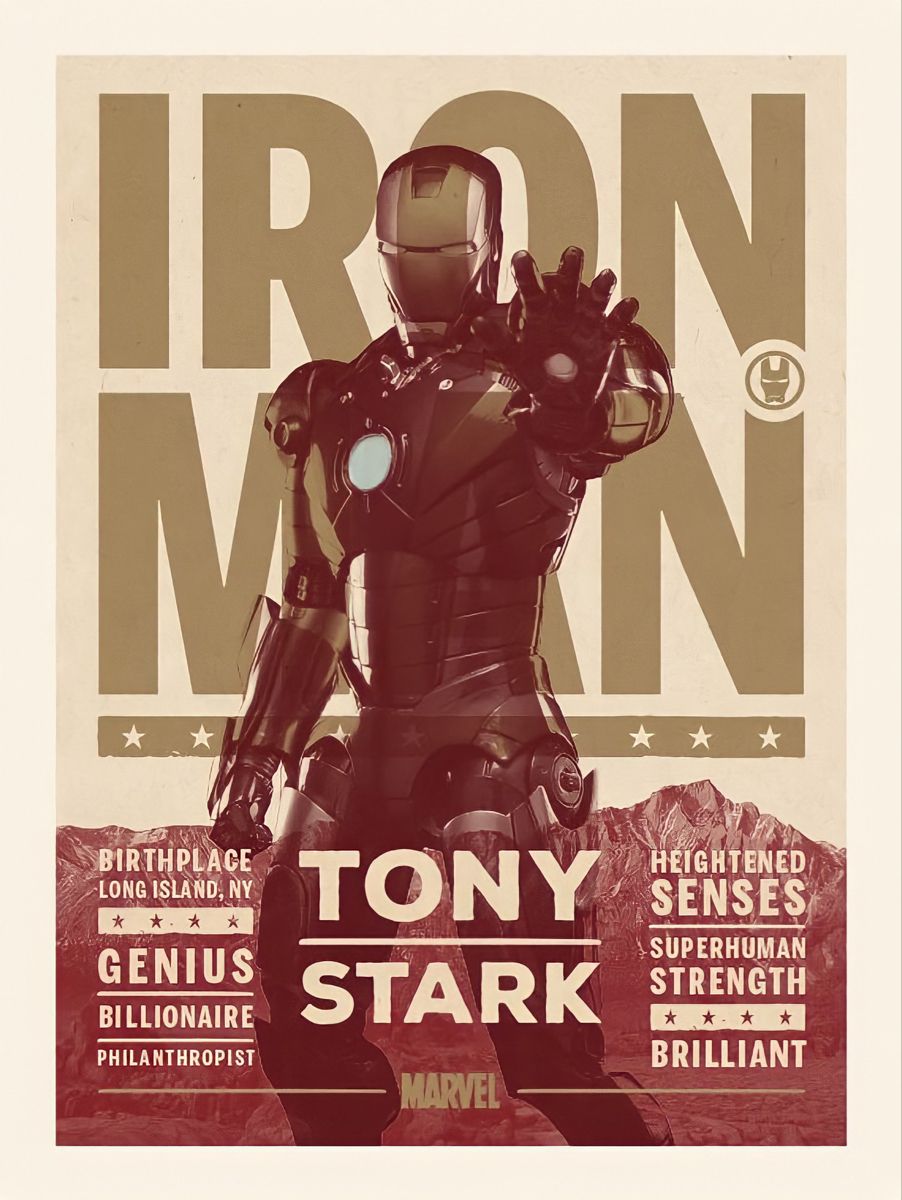 IRON
MAN
BIRTHPLACE
LONG ISLAND, NY
GENIUS
BILLIONAIRE
PHILANTHROPIST
TONY
STARK
HEIGHTENED
SENSES
SUPERHUMAN
STRENGTH
BRILLIANT
MARVEL